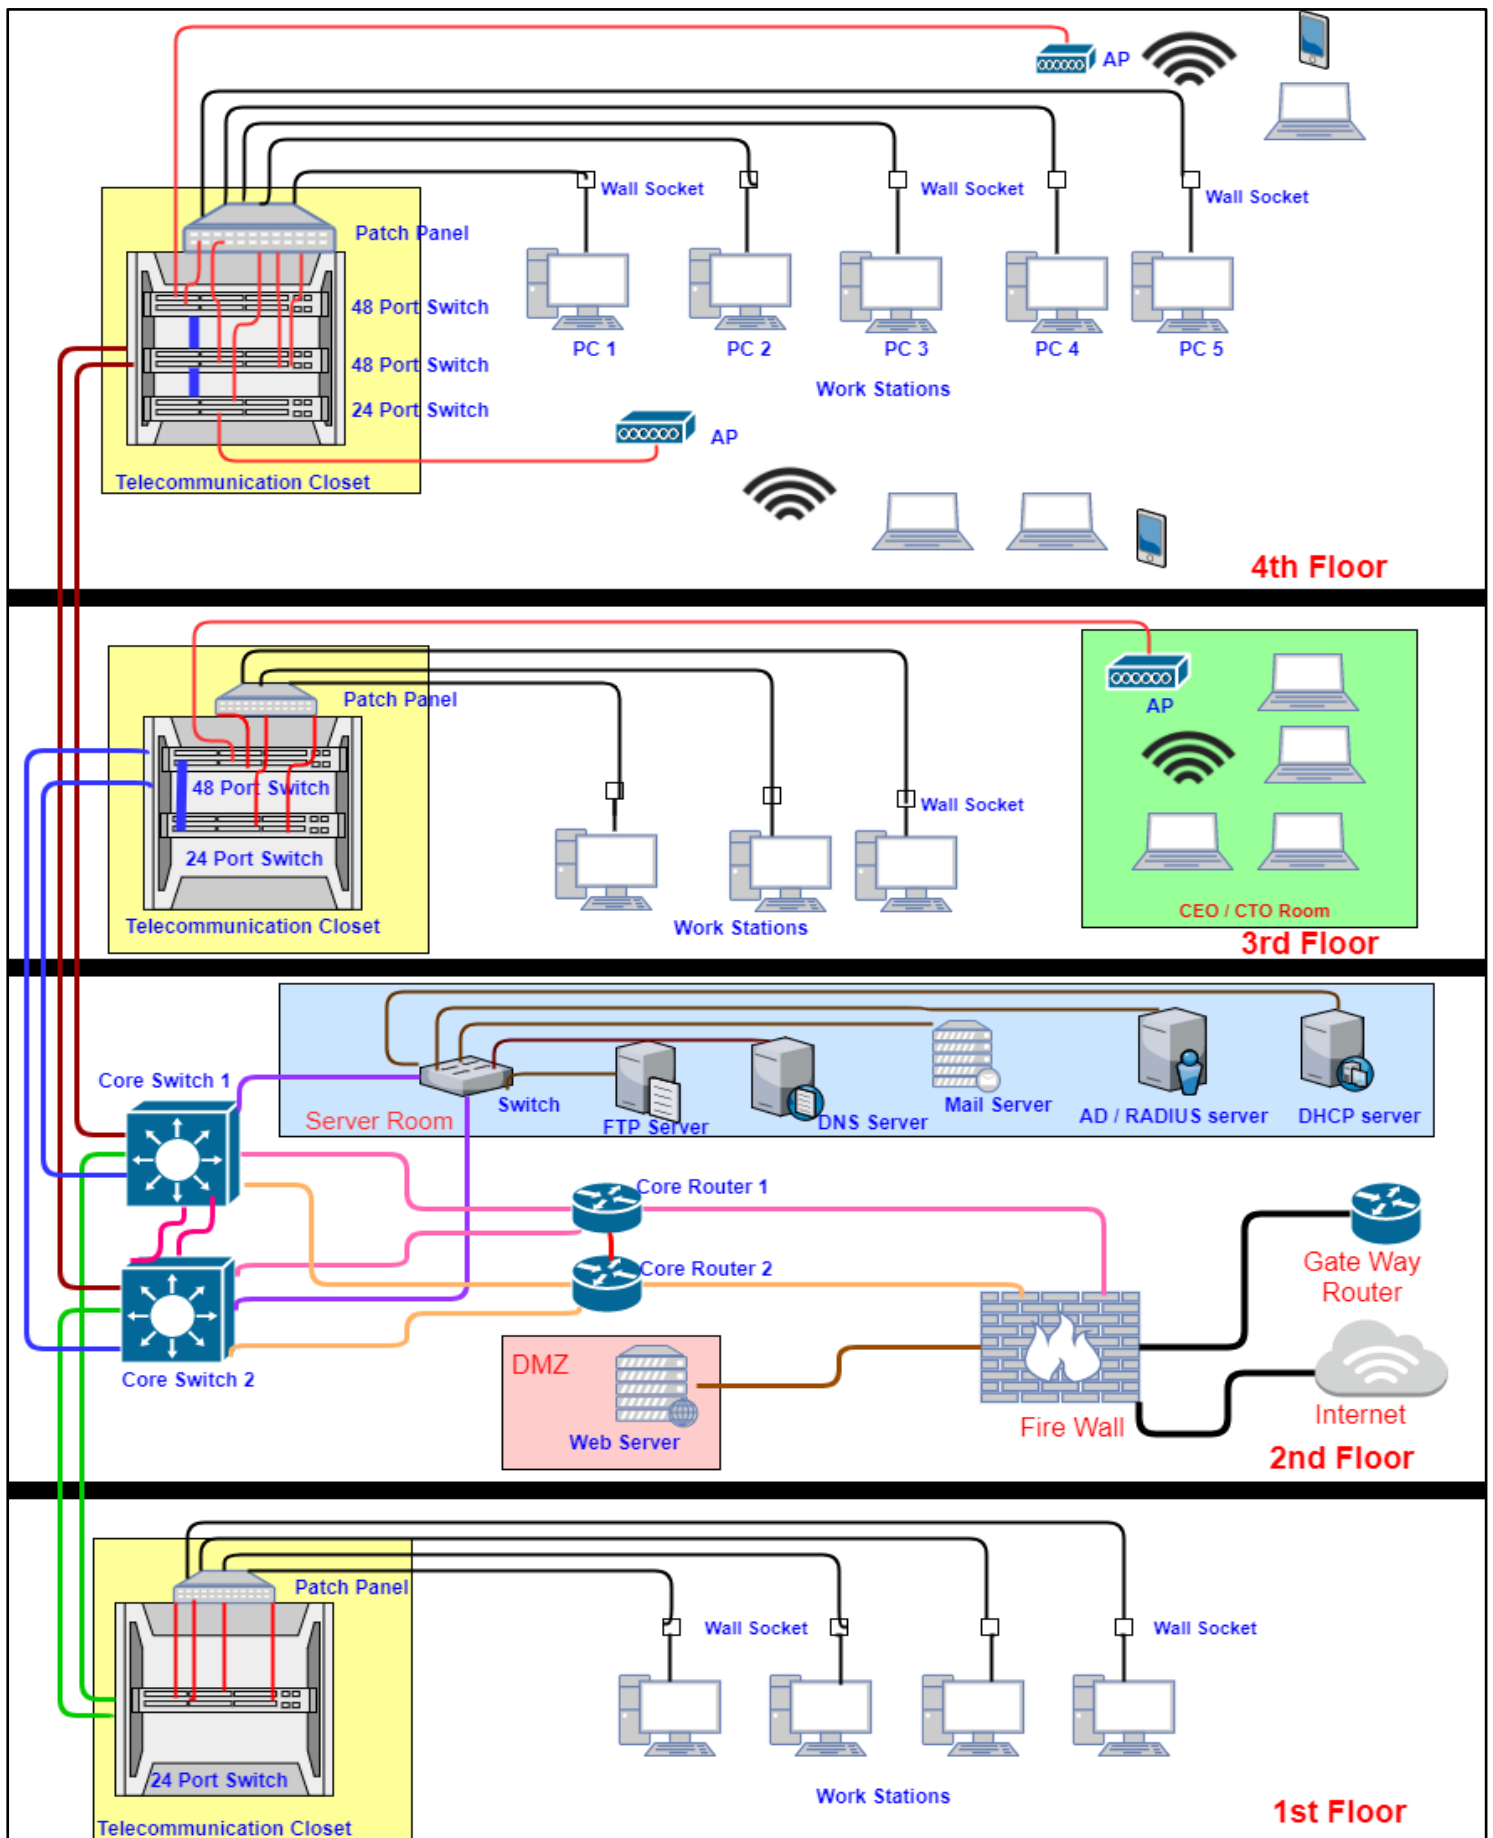 AP
Wall Socket
Wall Socket
Wall Socket
Patch Panel
48 Port Switch
PC 1
PC 2
PC 3
PC 4
PC 5
48 Port Switch
Work Stations
24 Port Switch
AP
Telecommunication Closet
4th Floor
Patch Panel
AP
48 Port Switch
Wall Socket
24 Port Switch
CEO / CTO Room
Telecommunication Closet
Work Stations
3rd Floor
Core Switch 1
Switch
Mail Server
Server Room
FTP Server
DNS Server
AD / RADIUS server
DHCP server
Core Router 1
Core Router 2
Gate Way
Router
DMZ
Core Switch 2
Internet
Fire Wall
Web Server
2nd Floor
Patch Panel
Wall Socket
Wall Socket
24 Port Switch
Work Stations
1st Floor
Telecommunication Closet